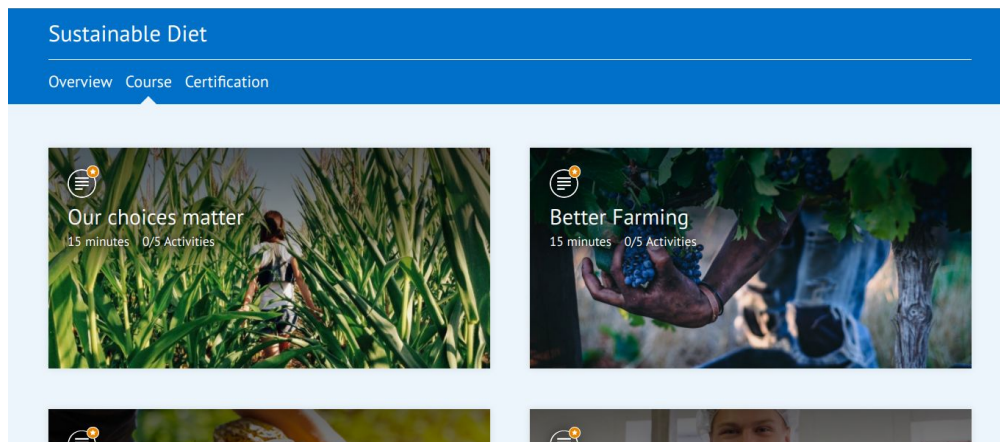 Sustainable Diet
Overview Course Certification
Our choices matter
15 minutes 0/5 Activities
Better Farming
15 minutes 0/5 Activities